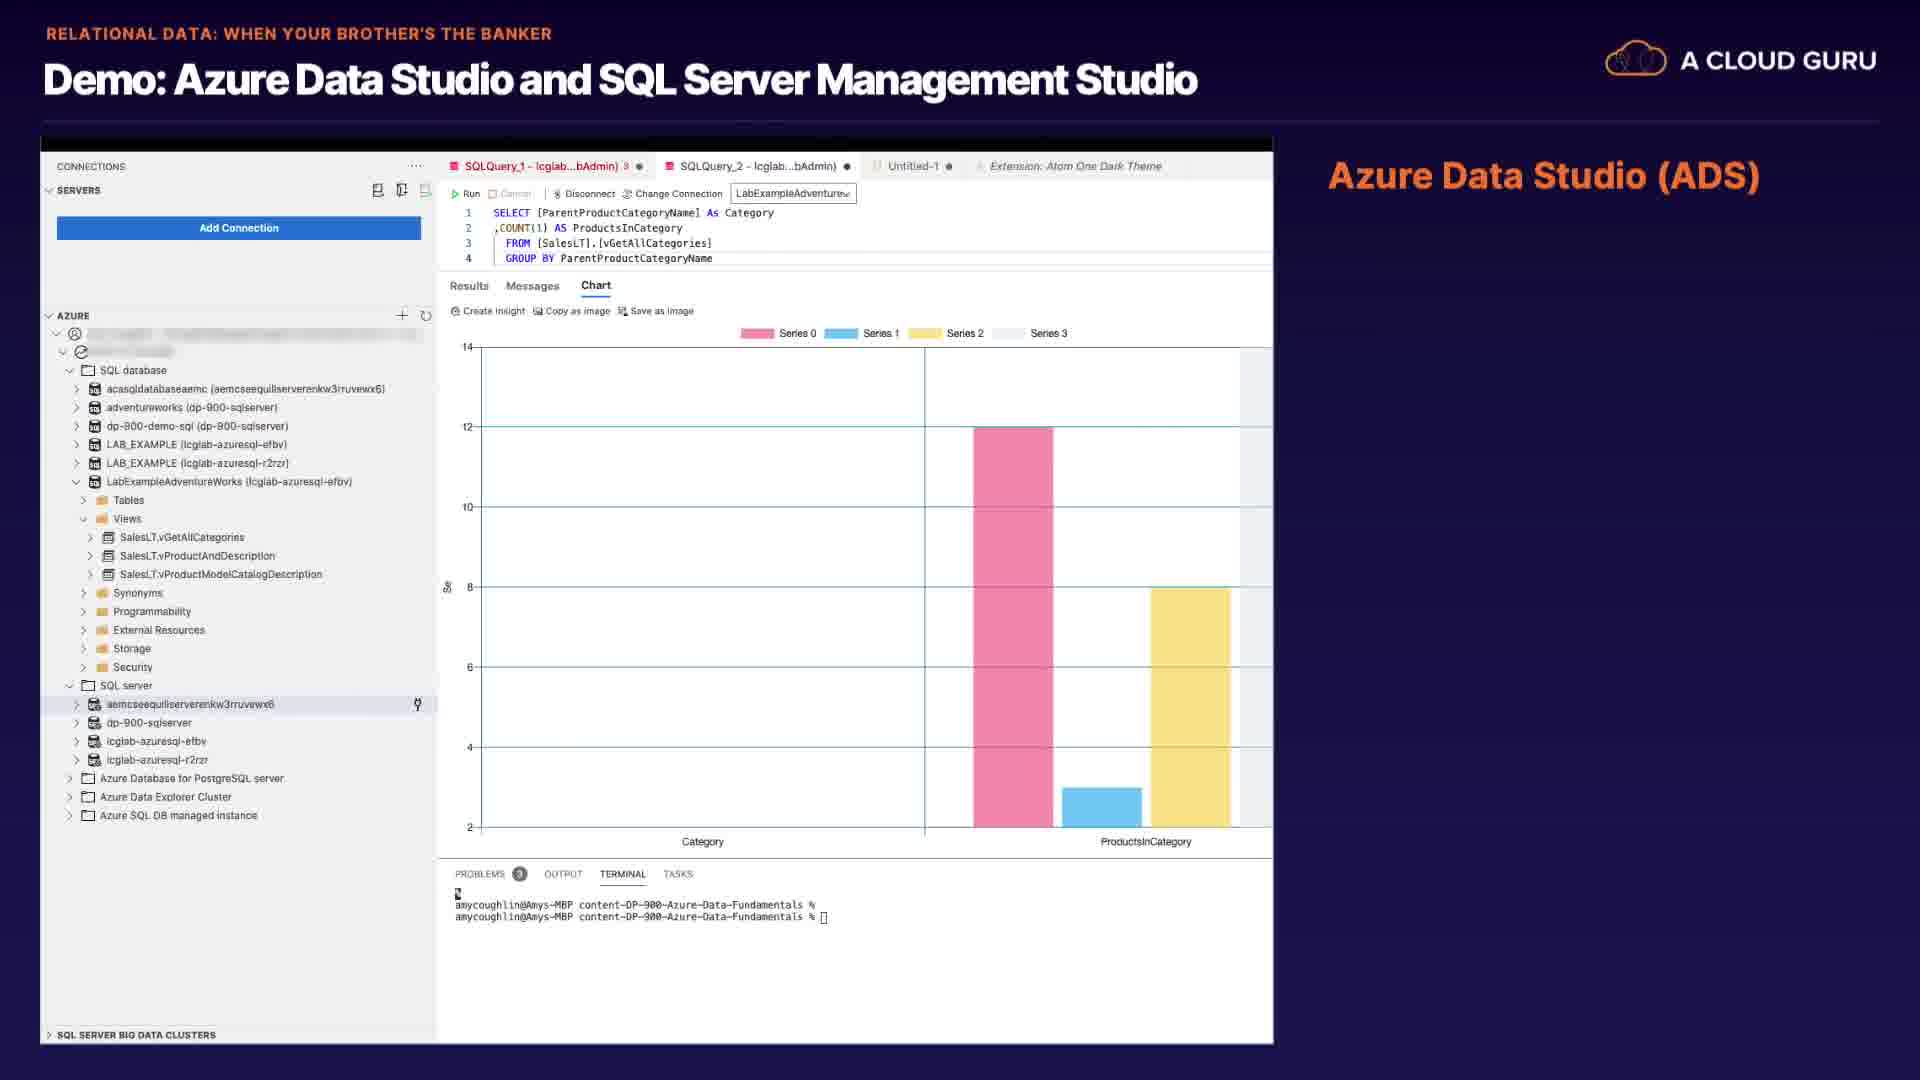 RELATIONAL DATA: WHEN YOUR BROTHER'S THE BANKER
Demo: Azure Data Studio and SQL Server Management Studio
A CLOUD GURU
Azure Data Studio (ADS)
CONNECTIONS
SERVERS
Add Connection
AZURE
SQL database
acasqldatabaseaemc (aemcseequiliserverenkw3rruvewx6)
adventureworks (dp-900-sqlserver)
dp-900-demo-sql (dp-900-sqlserver)
LAB_EXAMPLE (lcglab-azuresql-efbv)
LAB_EXAMPLE (lcglab-azuresql-r2rzr)
LabExampleAdventureWorks (lcglab-azuresql-efbv)
Tables
Views
SalesLT.vGetAllCategories
SalesLT.vProductAndDescription
SalesLT.vProductModelCatalogDescription
Synonyms
Programmability
External Resources
Storage
Security
SQL server
aemcseequiliserverenkw3rruvewx6
dp-900-sqlserver
lcglab-azuresql-efbv
lcglab-azuresql-r2rzr
Azure Database for PostgreSQL server
Azure Data Explorer Cluster
Azure SQL DB managed instance
SQL SERVER BIG DATA CLUSTERS
SQLQuery_1 - lcglab...bAdmin) 3
SQLQuery_2 - lcglab...bAdmin)
Untitled-1
Extension: Atom One Dark Theme
Run Cancel Disconnect Change Connection LabExampleAdventure
1 SELECT [ParentProductCategoryName] As Category
2 ,COUNT(1) AS ProductsInCategory
3 FROM [SalesLT].[vGetAllCategories]
4 GROUP BY ParentProductCategoryName
Results Messages Chart
Create Insight Copy as image Save as image
Series 0 Series 1 Series 2 Series 3
14
12
10
8
Se
6
4
2
Category ProductsInCategory
PROBLEMS 3 OUTPUT TERMINAL TASKS
amycoughlin@Amys-MBP content-DP-900-Azure-Data-Fundamentals %
amycoughlin@Amys-MBP content-DP-900-Azure-Data-Fundamentals %